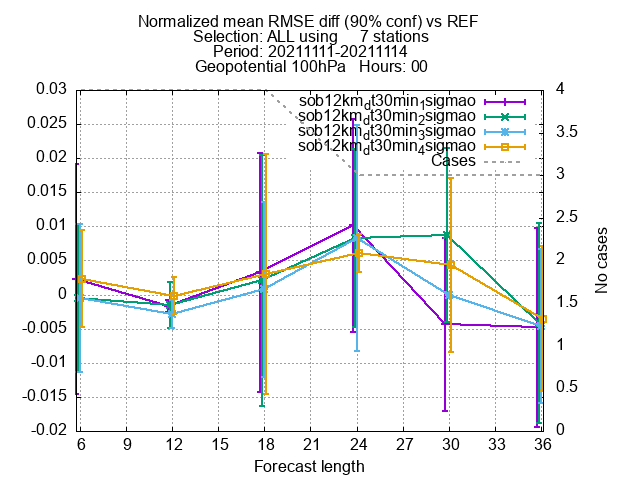 Normalized mean RMSE diff (90% conf) vs REF
Selection: ALL using 7 stations
Period: 20211111-20211114
Geopotential 100hPa Hours: 00
0.03
0.025
0.02
0.015
0.01
0.005
0
-0.005
-0.01
-0.015
-0.02
sob12km_dt30min_1sigmao
sob12km_dt30min_2sigmao
sob12km_dt30min_3sigmao
sob12km_dt30min_4sigmao
Cases
4
3.5
3
2.5
2
1.5
1
0.5
0
No cases
6 9 12 15 18 21 24 27 30 33 36
Forecast length